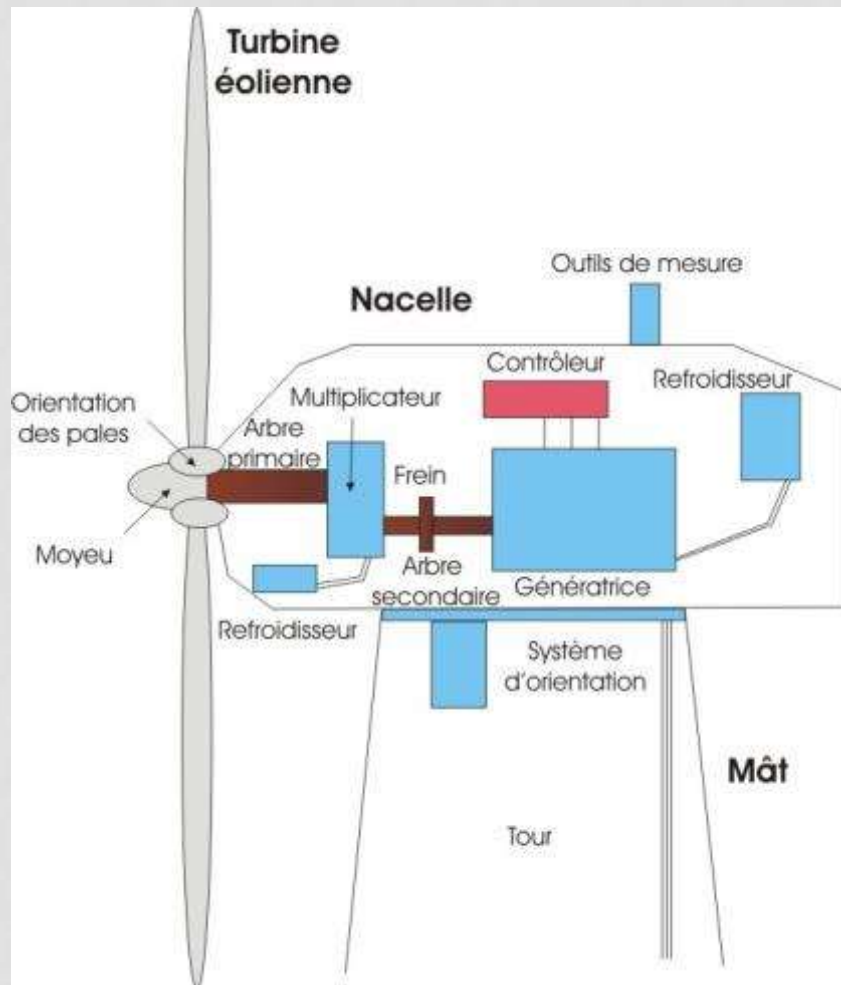 Turbine
éolienne
Outils de mesure
Nacelle
Contrôleur
Refroidisseur
Multiplicateur
Orientation
des pales
Arbre
primaire
Frein
Moyeu
Arbre
secondaire
Génératrice
Refroidisseur
Système
d'orientation
Mât
Tour